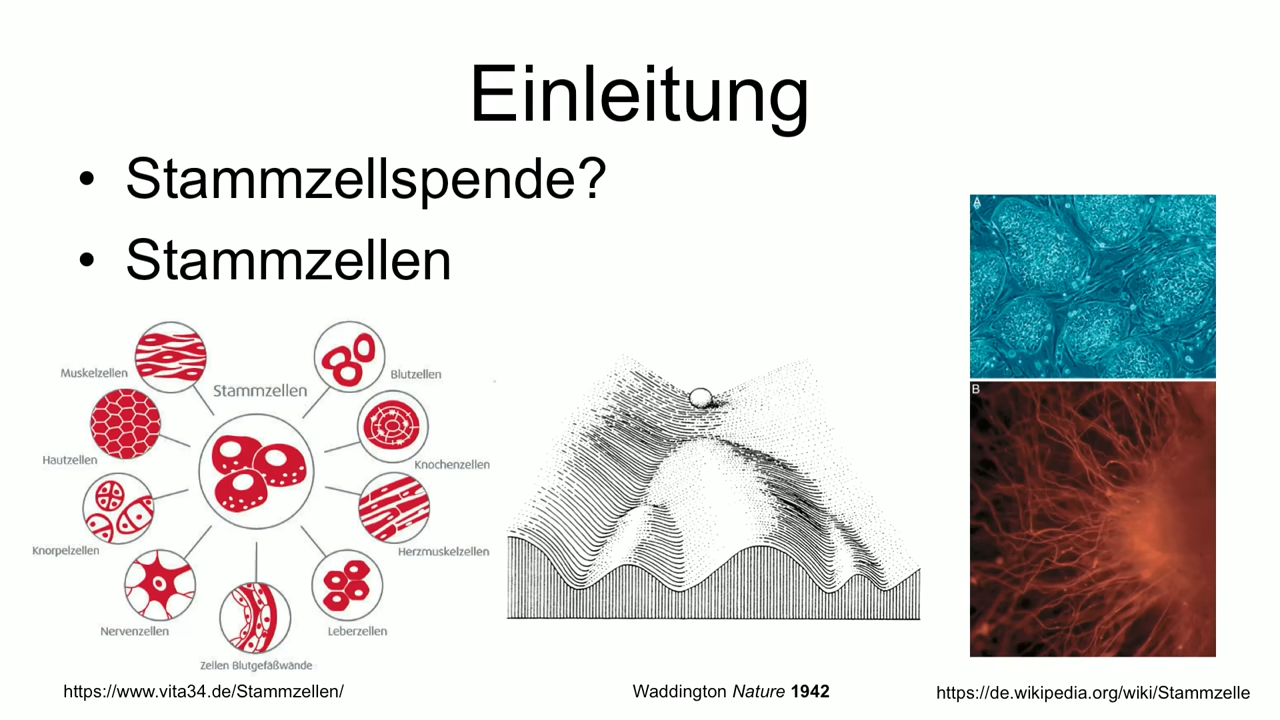 Einleitung
• Stammzellspende?
• Stammzellen
Muskelzellen
Stammzellen
Blutzellen
Hautzellen
Knochenzellen
Knorpelzellen
Herzmuskelzellen
Nervenzellen
Leberzellen
Zellen Blutgefäßwände
A
B
https://www.vita34.de/Stammzellen/
Waddington Nature 1942
https://de.wikipedia.org/wiki/Stammzelle